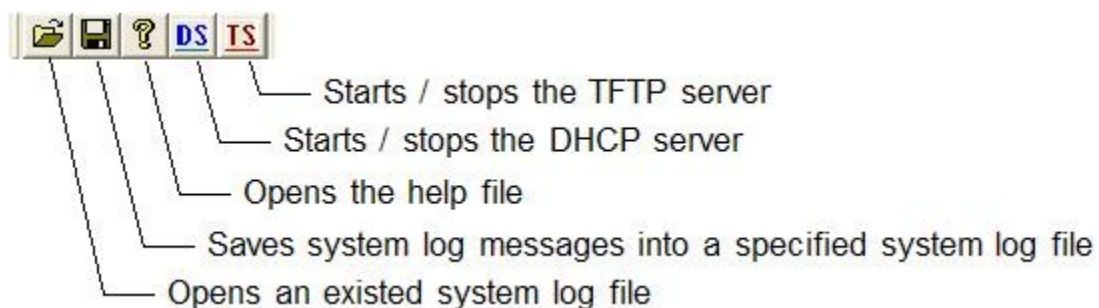 DS TS
Starts / stops the TFTP server
Starts / stops the DHCP server
Opens the help file
Saves system log messages into a specified system log file
Opens an existed system log file